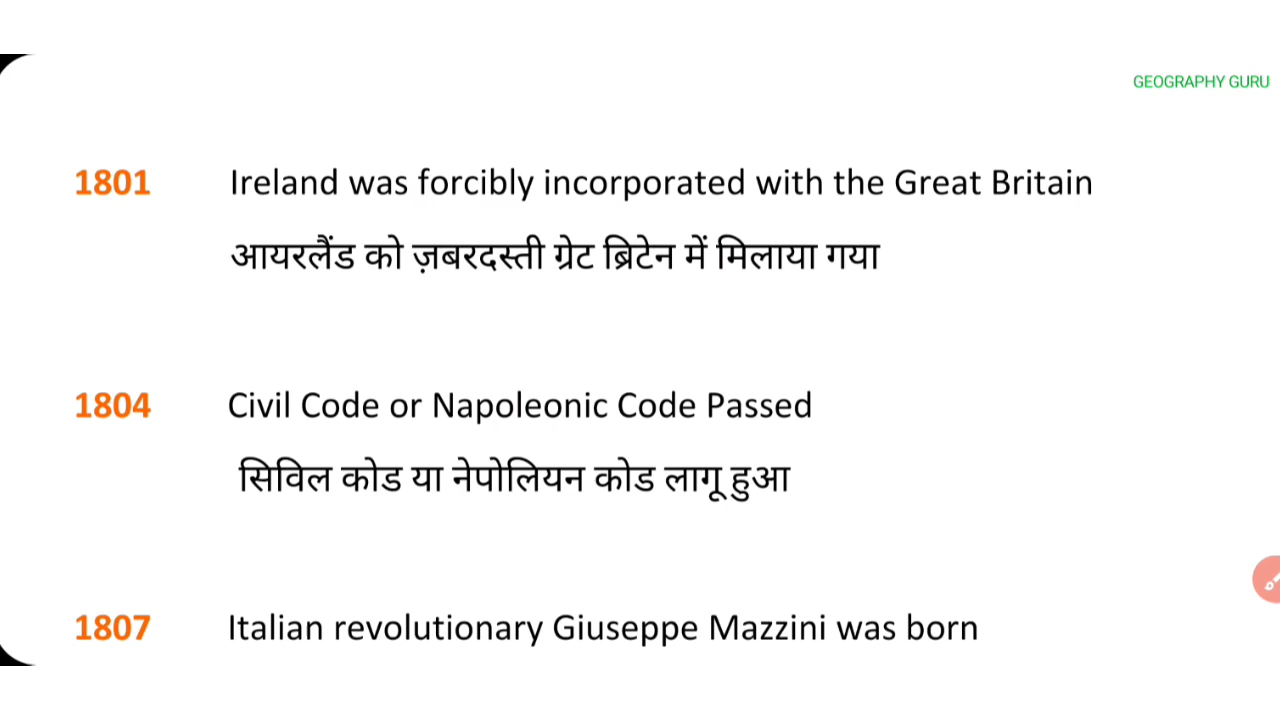 GEOGRAPHY GURU
1801 Ireland was forcibly incorporated with the Great Britain
आयरलैंड को ज़बरदस्ती ग्रेट ब्रिटेन में मिलाया गया
1804 Civil Code or Napoleonic Code Passed
सिविल कोड या नेपोलियन कोड लागू हुआ
1807 Italian revolutionary Giuseppe Mazzini was born